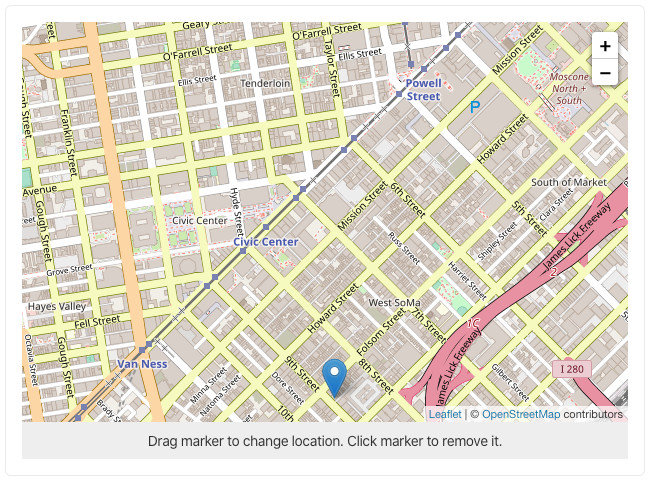 Geary Street
O'Farrell Street
O'Farrell Street
Taylor Street
Ellis Street
Ellis Street
Tenderloin
Mission Street
+
−
Moscone
North +
South
Powell
Street
P
Franklin Street
Gough Street
Howard Street
Avenue
Hyde Street
South of Market
6th Street
5th Street
Clara Street
Mission Street
Civic Center
Civic Center
Russ Street
Shipley Street
Harriet Street
James Lick Freeway
2
Grove Street
Gough Street
Hayes Valley
West SoMa
Howard Street
Folsom Street
7th Street
1C
Fell Street
Octavia Street
Van Ness
9th Street
8th Street
James Lick Freeway
I 280
Minna Street
Natoma Street
Dore Street
Gilbert Street
Brady St
10th
Leaflet | © OpenStreetMap contributors
Drag marker to change location. Click marker to remove it.